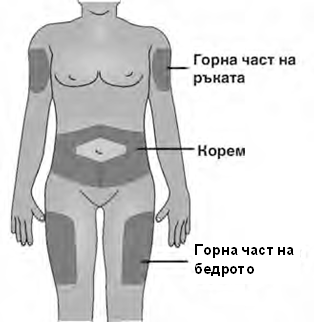 Горна част на
ръката
Корем
Горна част на
бедрото